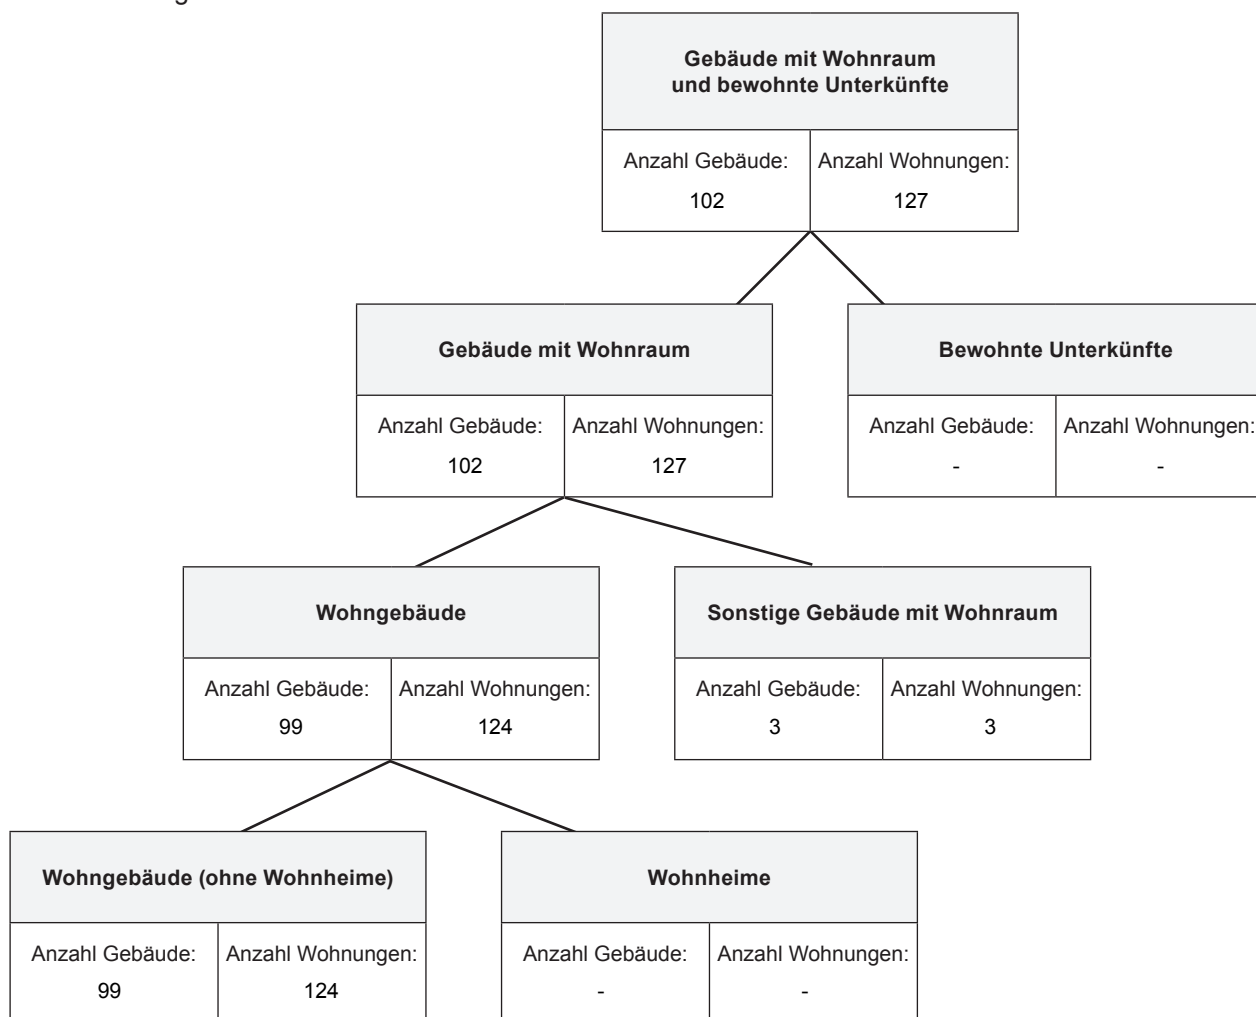 Gebäude mit Wohnraum
und bewohnte Unterkünfte
Anzahl Gebäude: Anzahl Wohnungen:
102 127
Gebäude mit Wohnraum Bewohnte Unterkünfte
Anzahl Gebäude: Anzahl Wohnungen: Anzahl Gebäude: Anzahl Wohnungen:
102 127 - -
Wohngebäude Sonstige Gebäude mit Wohnraum
Anzahl Gebäude: Anzahl Wohnungen: Anzahl Gebäude: Anzahl Wohnungen:
99 124 3 3
Wohngebäude (ohne Wohnheime) Wohnheime
Anzahl Gebäude: Anzahl Wohnungen: Anzahl Gebäude: Anzahl Wohnungen:
99 124 - -